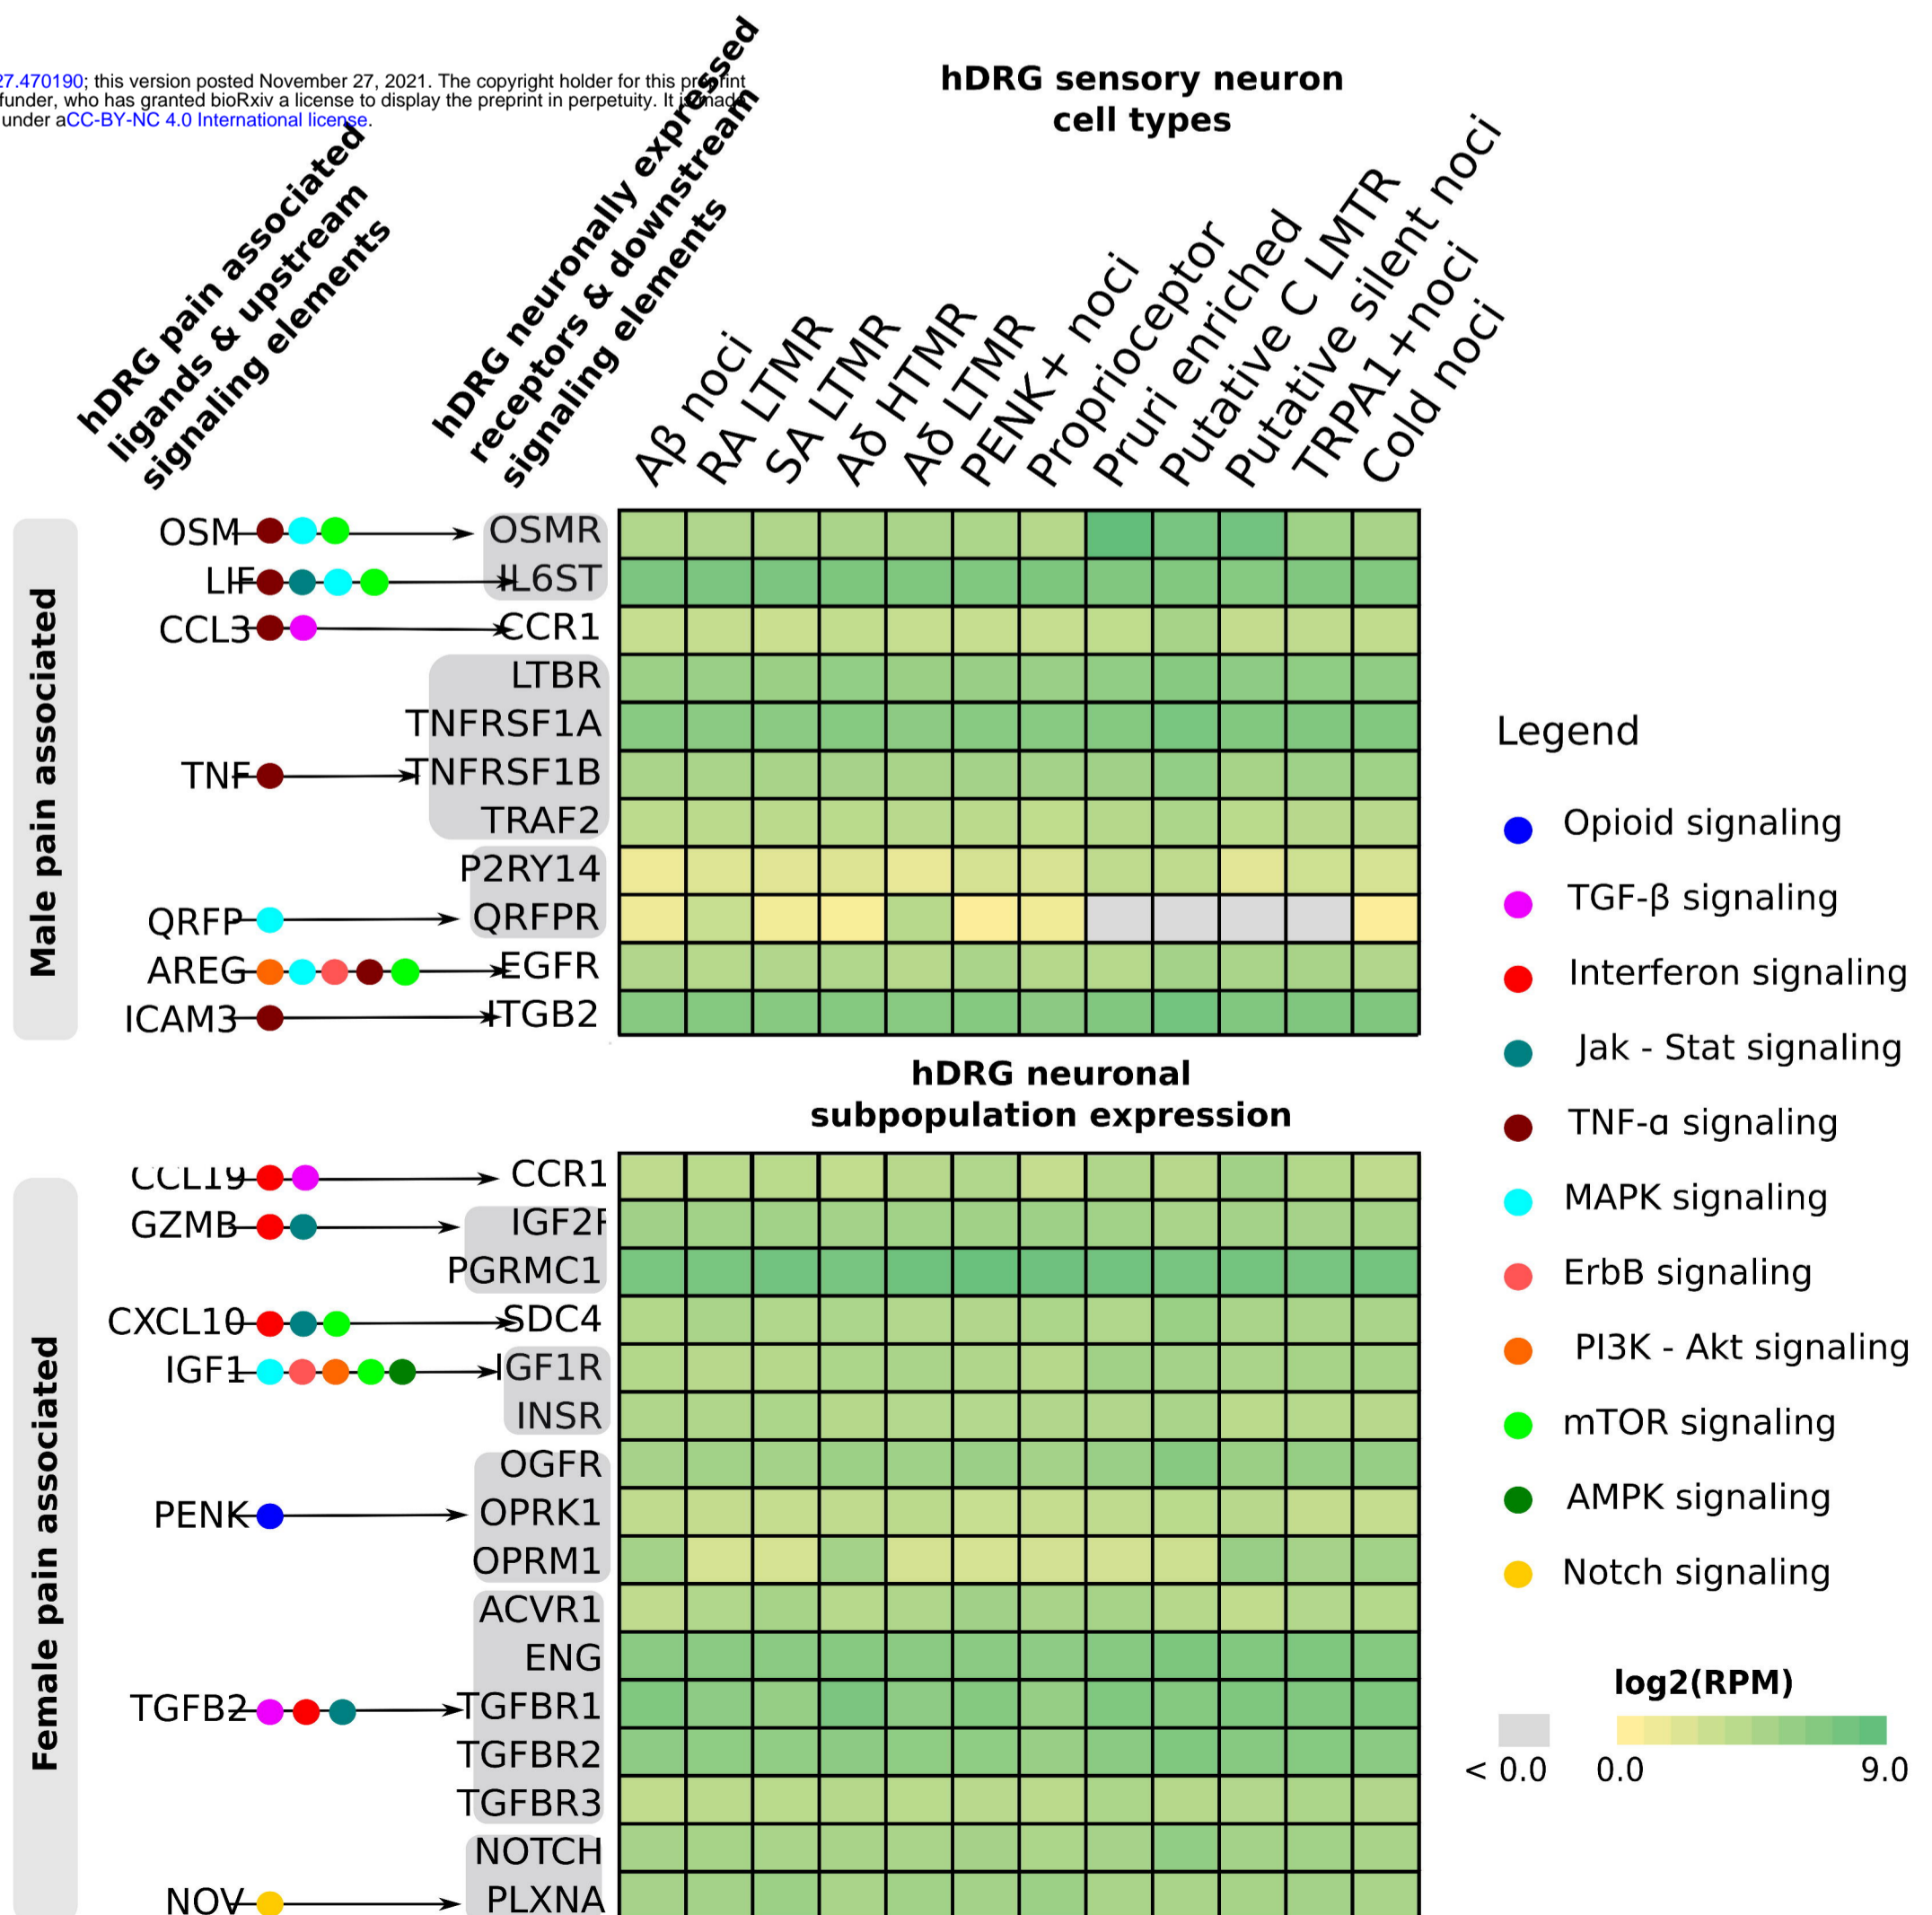 27.470190; this version posted November 27, 2021. The copyright holder for this preprint
funder, who has granted bioRxiv a license to display the preprint in perpetuity. It is made
under aCC-BY-NC 4.0 International license.
hDRG pain associated
ligands & upstream
signaling elements
hDRG neuronally expressed
receptors & downstream
signaling elements
hDRG sensory neuron
cell types
Aβ noci
RA LTMR
SA LTMR
Aδ HTMR
Aδ LTMR
PENK+ noci
Proprioceptor
Pruri enriched
Putative C LMTR
Putative silent noci
TRPA1+noci
Cold noci
Male pain associated
OSM OSMR
LIF IL6ST
CCL3 CCR1
LTBR
TNFRSF1A
TNF TNFRSF1B
TRAF2
P2RY14
QRFP QRFPR
AREG EGFR
ICAM3 ITGB2
hDRG neuronal
subpopulation expression
Female pain associated
CCL19 CCR1
GZMB IGF2
PGRMC1
CXCL10 SDC4
IGF1 IGF1R
INSR
OGFR
PENK OPRK1
OPRM1
ACVR1
ENG
TGFB2 TGFBR1
TGFBR2
TGFBR3
NOTCH
NOV PLXNA
Legend
Opioid signaling
TGF-β signaling
Interferon signaling
Jak - Stat signaling
TNF-α signaling
MAPK signaling
ErbB signaling
PI3K - Akt signaling
mTOR signaling
AMPK signaling
Notch signaling
log2(RPM)
< 0.0 0.0 9.0